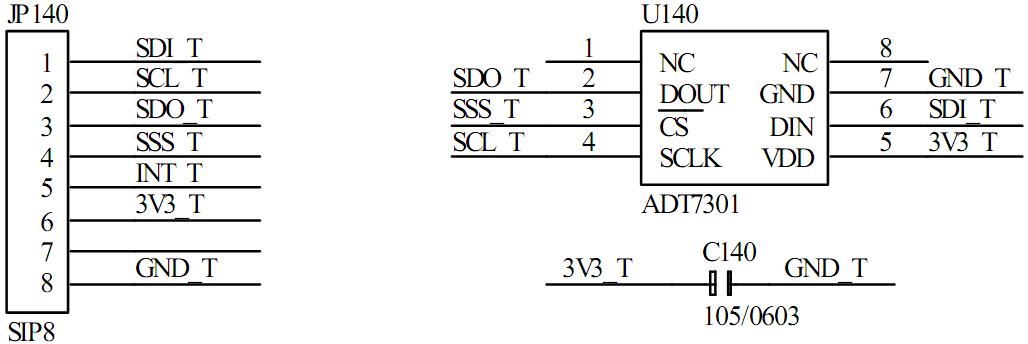 JP140
1 SDI_T
2 SCL_T
3 SDO_T
4 SSS_T
5 INT_T
6 3V3_T
7
8 GND_T
SIP8
U140
1 NC NC 8
SDO_T 2 DOUT GND 7 GND_T
SSS_T 3 CS DIN 6 SDI_T
SCL_T 4 SCLK VDD 5 3V3_T
ADT7301
C140
3V3_T GND_T
105/0603